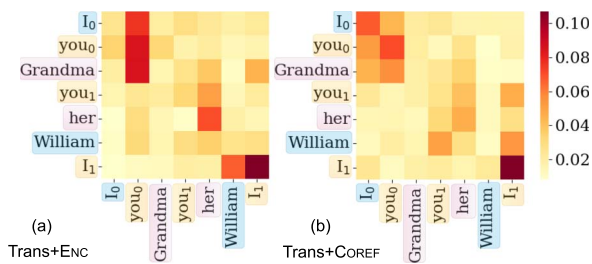 I0
you0
Grandma
you1
her
William
I1
I0
you0
Grandma
you1
her
William
I1
(a)
Trans+ENC
I0
you0
Grandma
you1
her
William
I1
I0
you0
Grandma
you1
her
William
I1
(b)
Trans+COREF
0.10
0.08
0.06
0.04
0.02